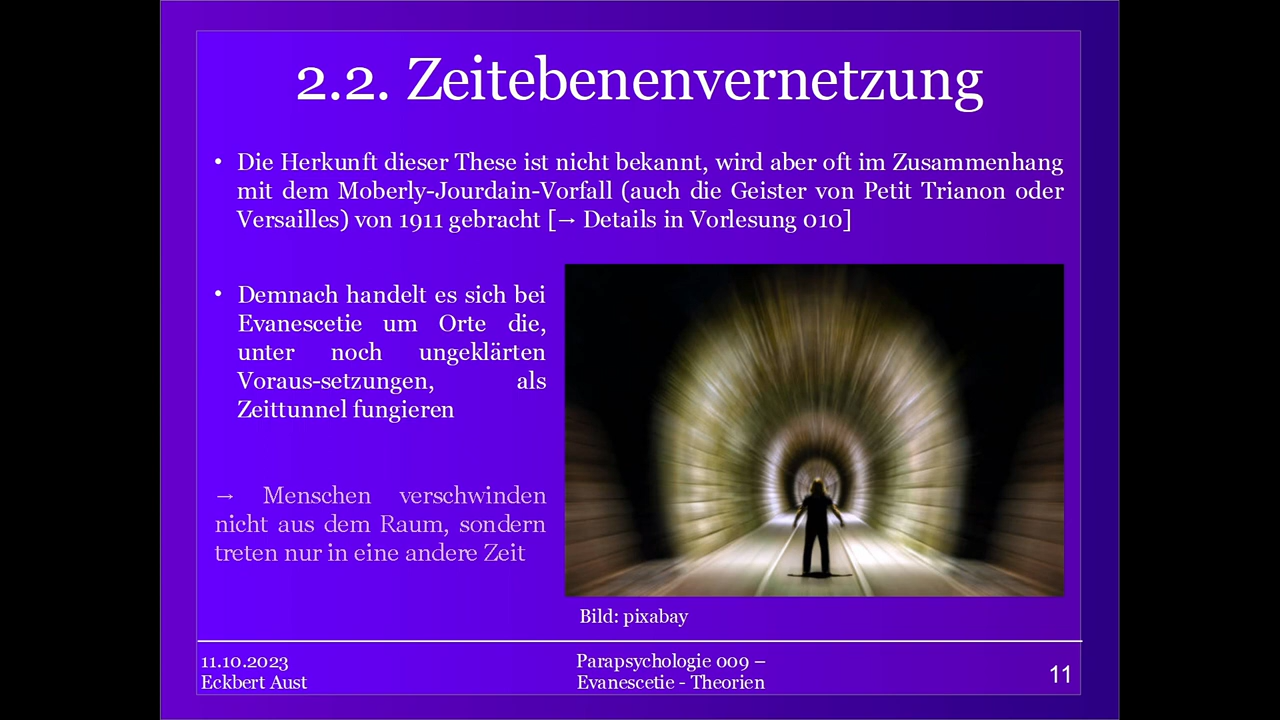 2.2. Zeitebenenvernetzung
• Die Herkunft dieser These ist nicht bekannt, wird aber oft im Zusammenhang
mit dem Moberly-Jourdain-Vorfall (auch die Geister von Petit Trianon oder
Versailles) von 1911 gebracht [→ Details in Vorlesung 010]
• Demnach handelt es sich bei
Evanescetie um Orte die,
unter noch ungeklärten
Voraus-setzungen, als
Zeittunnel fungieren
→ Menschen verschwinden
nicht aus dem Raum, sondern
treten nur in eine andere Zeit
Bild: pixabay
11.10.2023
Eckbert Aust
Parapsychologie 009 –
Evanescetie - Theorien
11